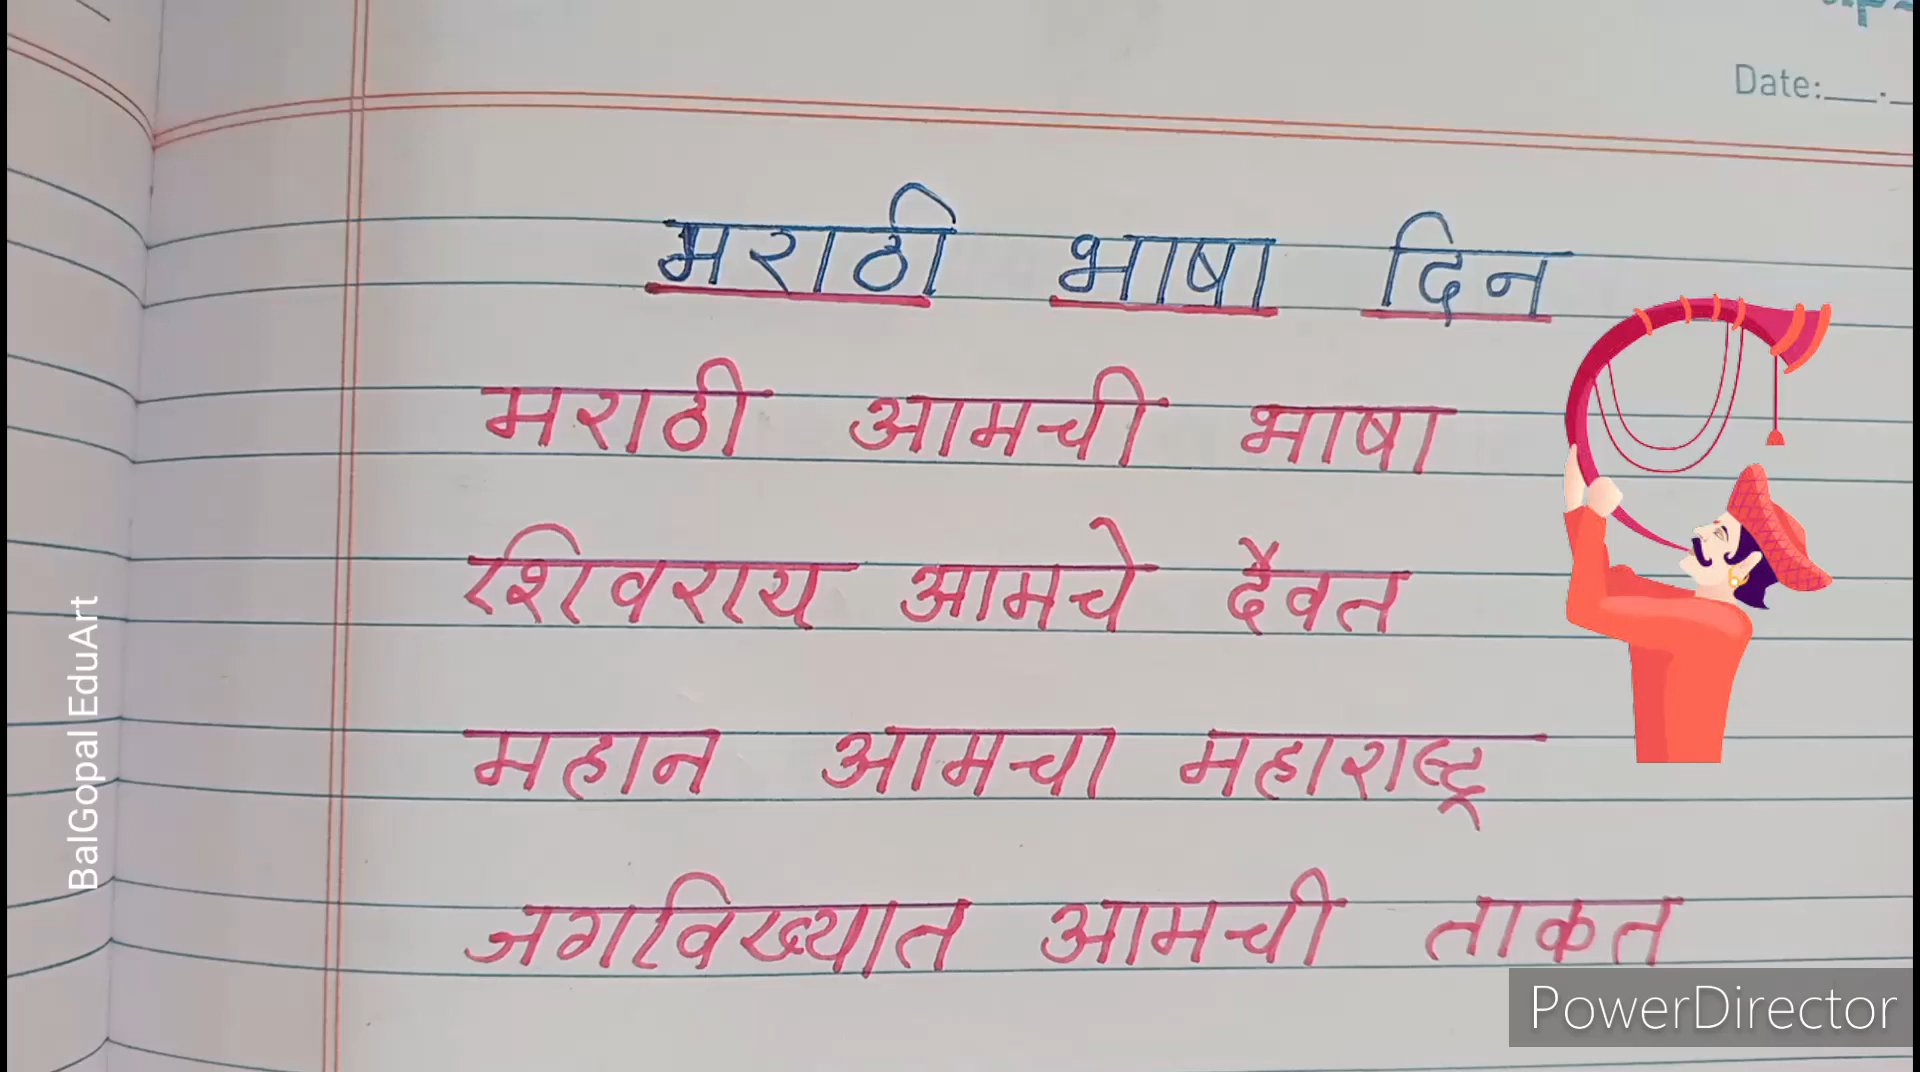 Date:
मराठी भाषा दिन
मराठी आमची भाषा
शिवराय आमचे दैवत
महान आमचा महाराष्ट्र
जगविख्यात आमची ताकत
BalGopal EduArt
PowerDirector